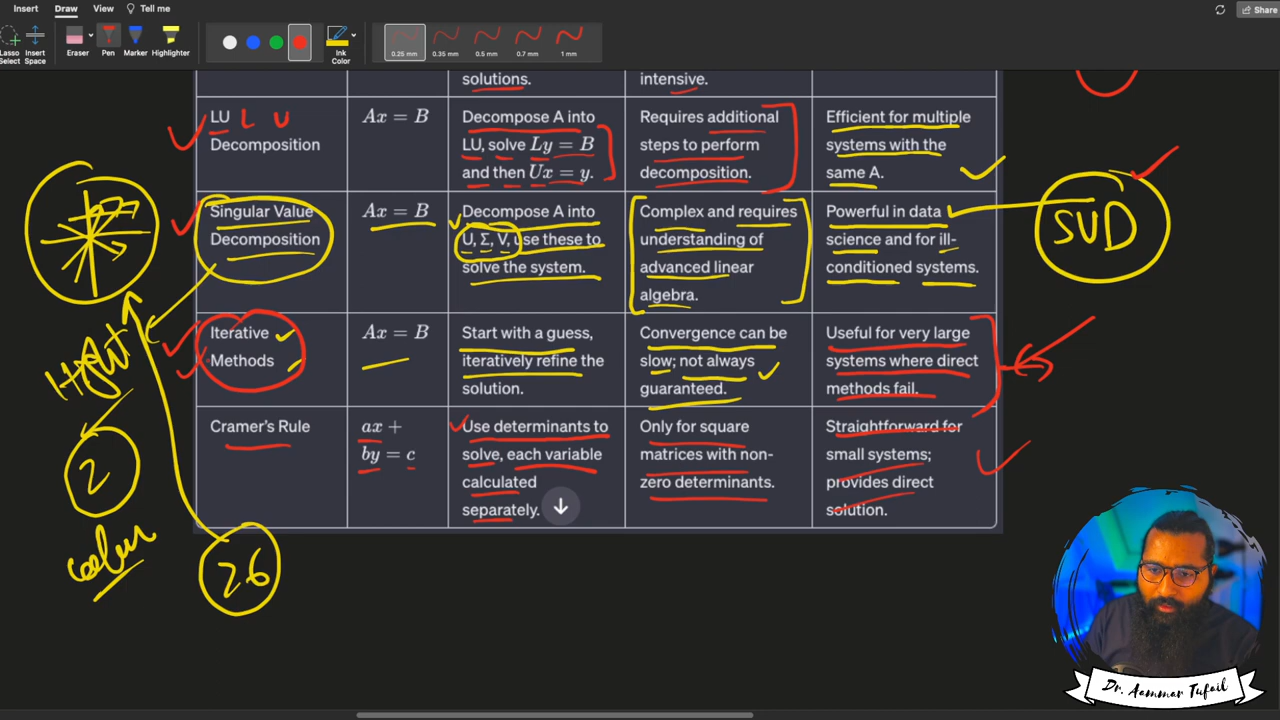 Insert Draw View Tell me
Share
Lasso Select
Insert Space
Eraser
Pen
Marker
Highlighter
Ink Color
0.25 mm 0.35 mm 0.5 mm 0.7 mm 1 mm
solutions.
intensive.
LU L U
Decomposition
Ax = B
Decompose A into
LU, solve Ly = B
and then Ux = y.
Requires additional
steps to perform
decomposition.
Efficient for multiple
systems with the
same A.
Singular Value
Decomposition
Ax = B
Decompose A into
U, Σ, V, use these to
solve the system.
Complex and requires
understanding of
advanced linear
algebra.
Powerful in data
science and for ill-
conditioned systems.
SVD
Iterative
Methods
Ax = B
Start with a guess,
iteratively refine the
solution.
Convergence can be
slow; not always
guaranteed.
Useful for very large
systems where direct
methods fail.
Cramer's Rule
ax +
by = c
Use determinants to
solve, each variable
calculated
separately.
Only for square
matrices with non-
zero determinants.
Straightforward for
small systems;
provides direct
solution.
2
26
Dr. Aammar Tufail